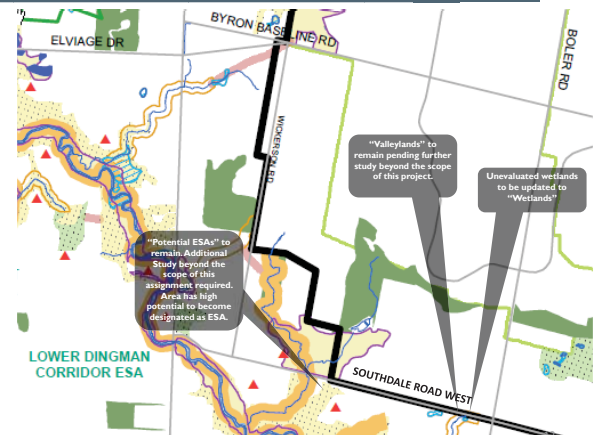 ELVIAGE DR
BYRON BASELINE RD
BOLER RD
WICKERSON RD
"Valleylands" to
remain pending further
study beyond the scope
of this project.
Unevaluated wetlands
to be updated to
"Wetlands"
"Potential ESAs" to
remain. Additional
Study beyond the
scope of this
assignment required.
Area has high
potential to become
designated as ESA.
LOWER DINGMAN
CORRIDOR ESA
SOUTHDALE ROAD WEST